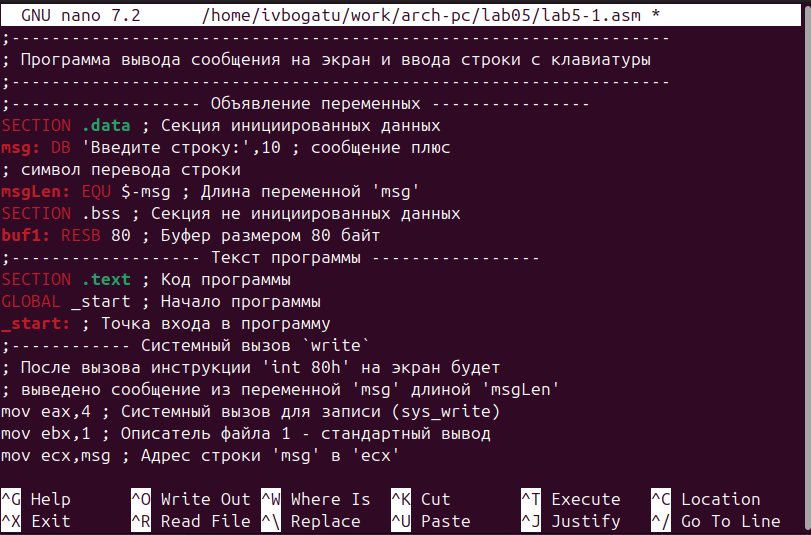 GNU nano 7.2 /home/ivbogatu/work/arch-pc/lab05/lab5-1.asm *
;------------------------------------------------------------------
; Программа вывода сообщения на экран и ввода строки с клавиатуры
;------------------------------------------------------------------
;------------------- Объявление переменных ----------------
SECTION .data ; Секция инициированных данных
msg: DB 'Введите строку:',10 ; сообщение плюс
; символ перевода строки
msgLen: EQU $-msg ; Длина переменной 'msg'
SECTION .bss ; Секция не инициированных данных
buf1: RESB 80 ; Буфер размером 80 байт
;------------------- Текст программы -----------------
SECTION .text ; Код программы
GLOBAL _start ; Начало программы
_start: ; Точка входа в программу
;------------ Системный вызов `write`
; После вызова инструкции 'int 80h' на экран будет
; выведено сообщение из переменной 'msg' длиной 'msgLen'
mov eax,4 ; Системный вызов для записи (sys_write)
mov ebx,1 ; Описатель файла 1 - стандартный вывод
mov ecx,msg ; Адрес строки 'msg' в 'ecx'
^G Help ^O Write Out ^W Where Is ^K Cut ^T Execute ^C Location
^X Exit ^R Read File ^\ Replace ^U Paste ^J Justify ^/ Go To Line